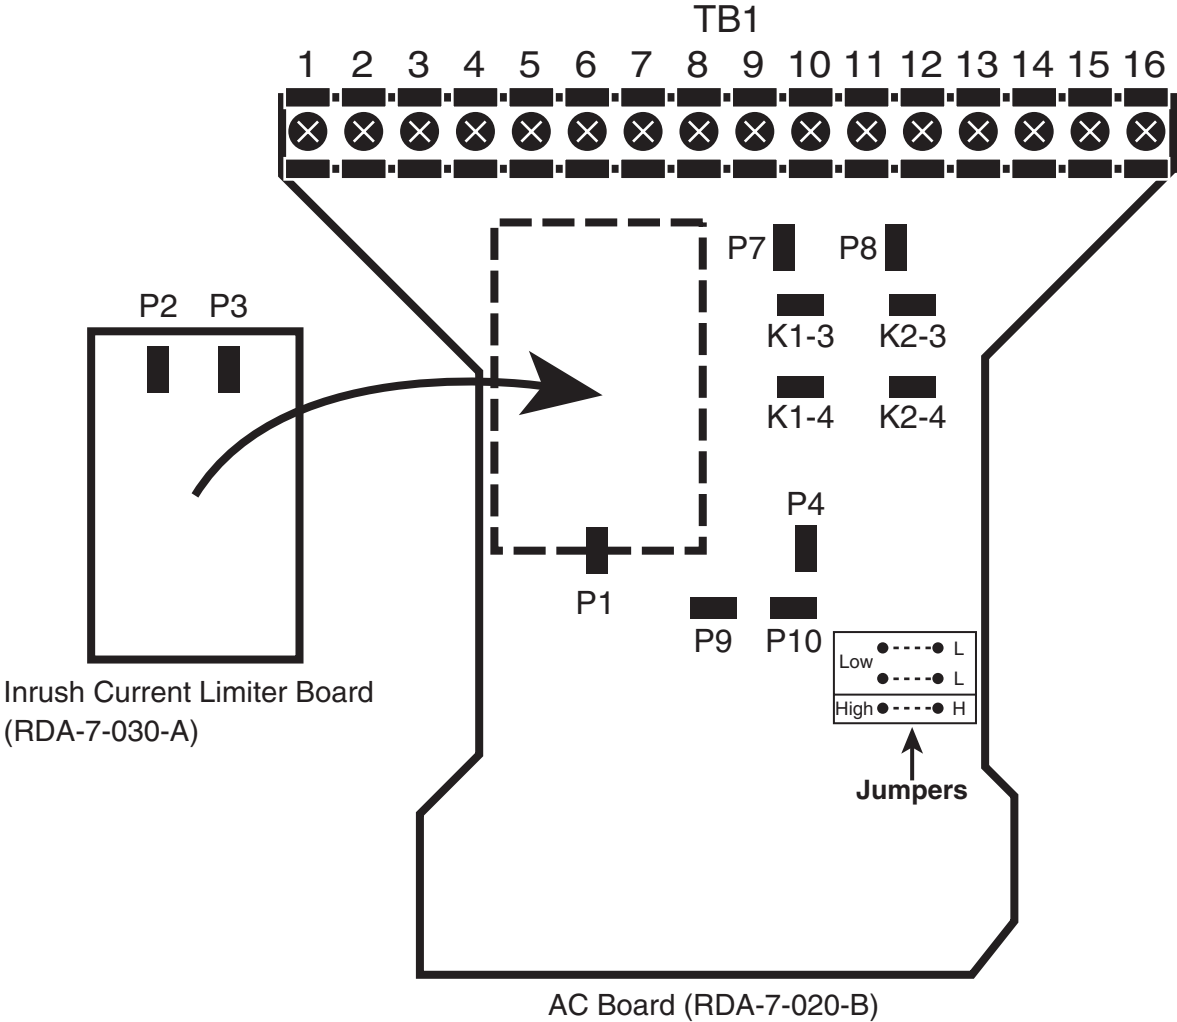 TB1
1 2 3 4 5 6 7 8 9 10 11 12 13 14 15 16
P7 P8
P2 P3
K1-3 K2-3
K1-4 K2-4
P4
P1
P9 P10
Low L
L
High H
Jumpers
Inrush Current Limiter Board
(RDA-7-030-A)
AC Board (RDA-7-020-B)